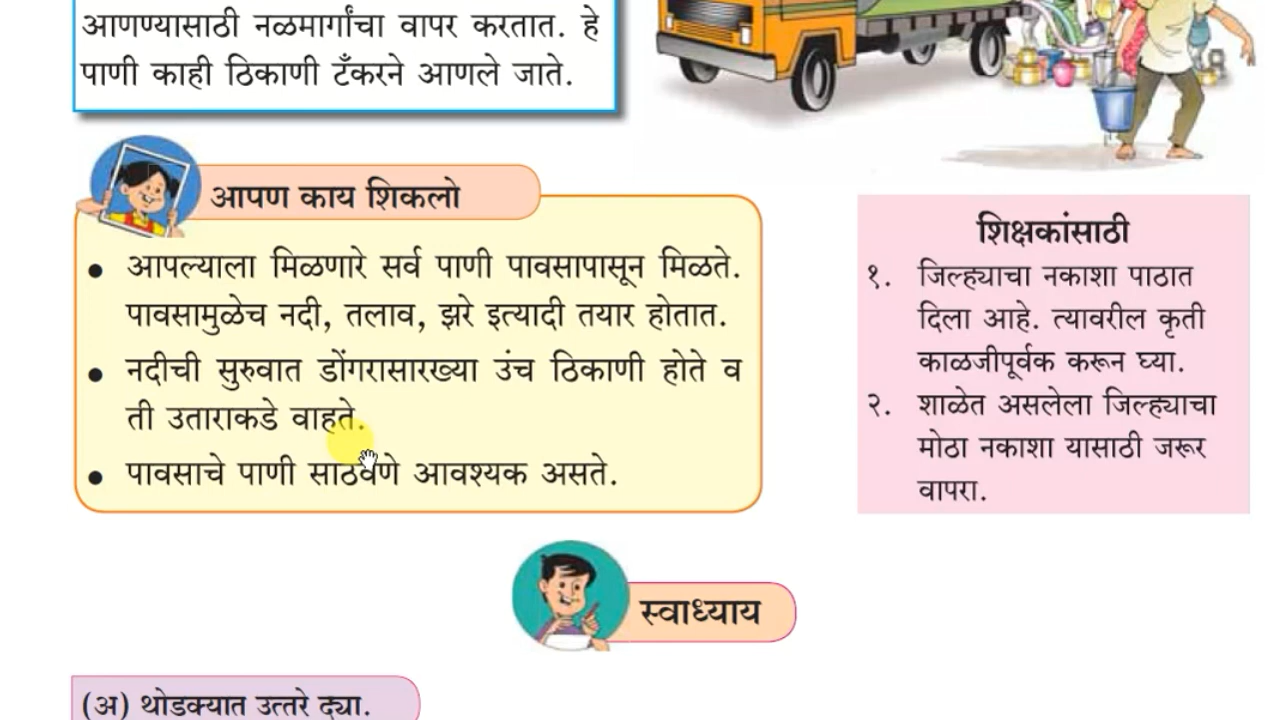 आणण्यासाठी नळमार्गांचा वापर करतात. हे
पाणी काही ठिकाणी टँकरने आणले जाते.
आपण काय शिकलो
• आपल्याला मिळणारे सर्व पाणी पावसापासून मिळते.
पावसामुळेच नदी, तलाव, झरे इत्यादी तयार होतात.
• नदीची सुरुवात डोंगरासारख्या उंच ठिकाणी होते व
ती उताराकडे वाहते.
• पावसाचे पाणी साठवणे आवश्यक असते.
शिक्षकांसाठी
१. जिल्ह्याचा नकाशा पाठात
दिला आहे. त्यावरील कृती
काळजीपूर्वक करून घ्या.
२. शाळेत असलेला जिल्ह्याचा
मोठा नकाशा यासाठी जरूर
वापरा.
स्वाध्याय
(अ) थोडक्यात उत्तरे द्या.